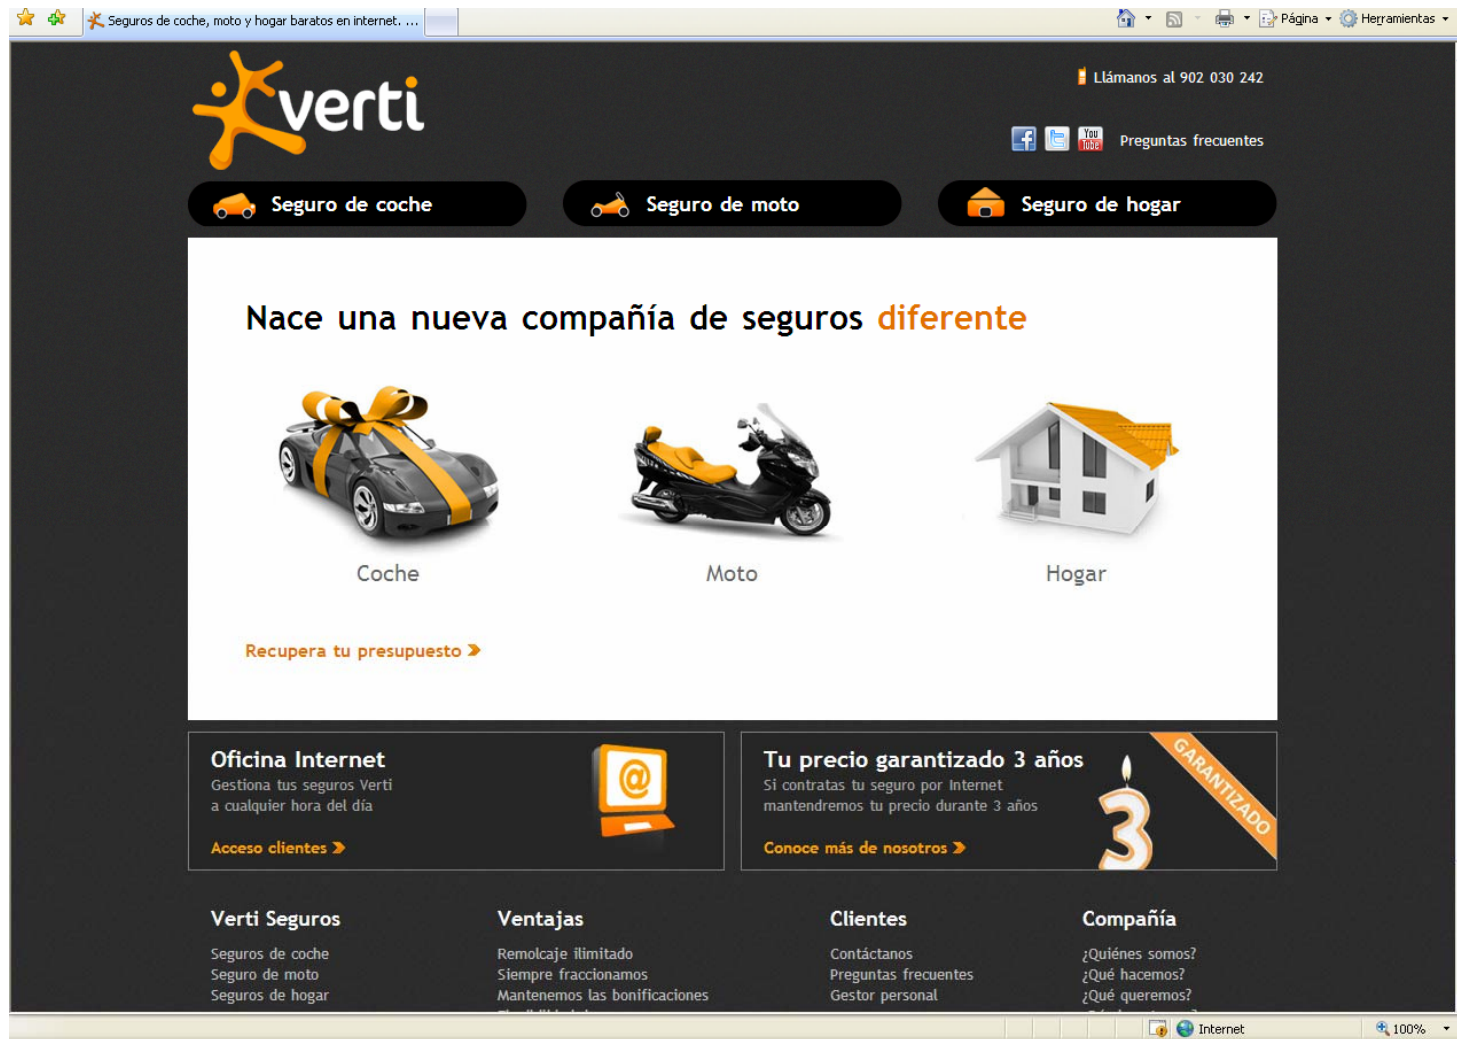 Seguros de coche, moto y hogar baratos en internet. ...
Página
Herramientas
verti
Llámanos al 902 030 242
You Tube
Preguntas frecuentes
Seguro de coche
Seguro de moto
Seguro de hogar
Nace una nueva compañía de seguros diferente
Coche
Moto
Hogar
Recupera tu presupuesto
Oficina Internet
Gestiona tus seguros Verti
a cualquier hora del día
Acceso clientes
@
Tu precio garantizado 3 años
Si contratas tu seguro por Internet
mantendremos tu precio durante 3 años
Conoce más de nosotros
3
GARANTIZADO
Verti Seguros
Seguros de coche
Seguro de moto
Seguros de hogar
Ventajas
Remolcaje ilimitado
Siempre fraccionamos
Mantenemos las bonificaciones
Clientes
Contáctanos
Preguntas frecuentes
Gestor personal
Compañía
¿Quiénes somos?
¿Qué hacemos?
¿Qué queremos?
Internet
100%